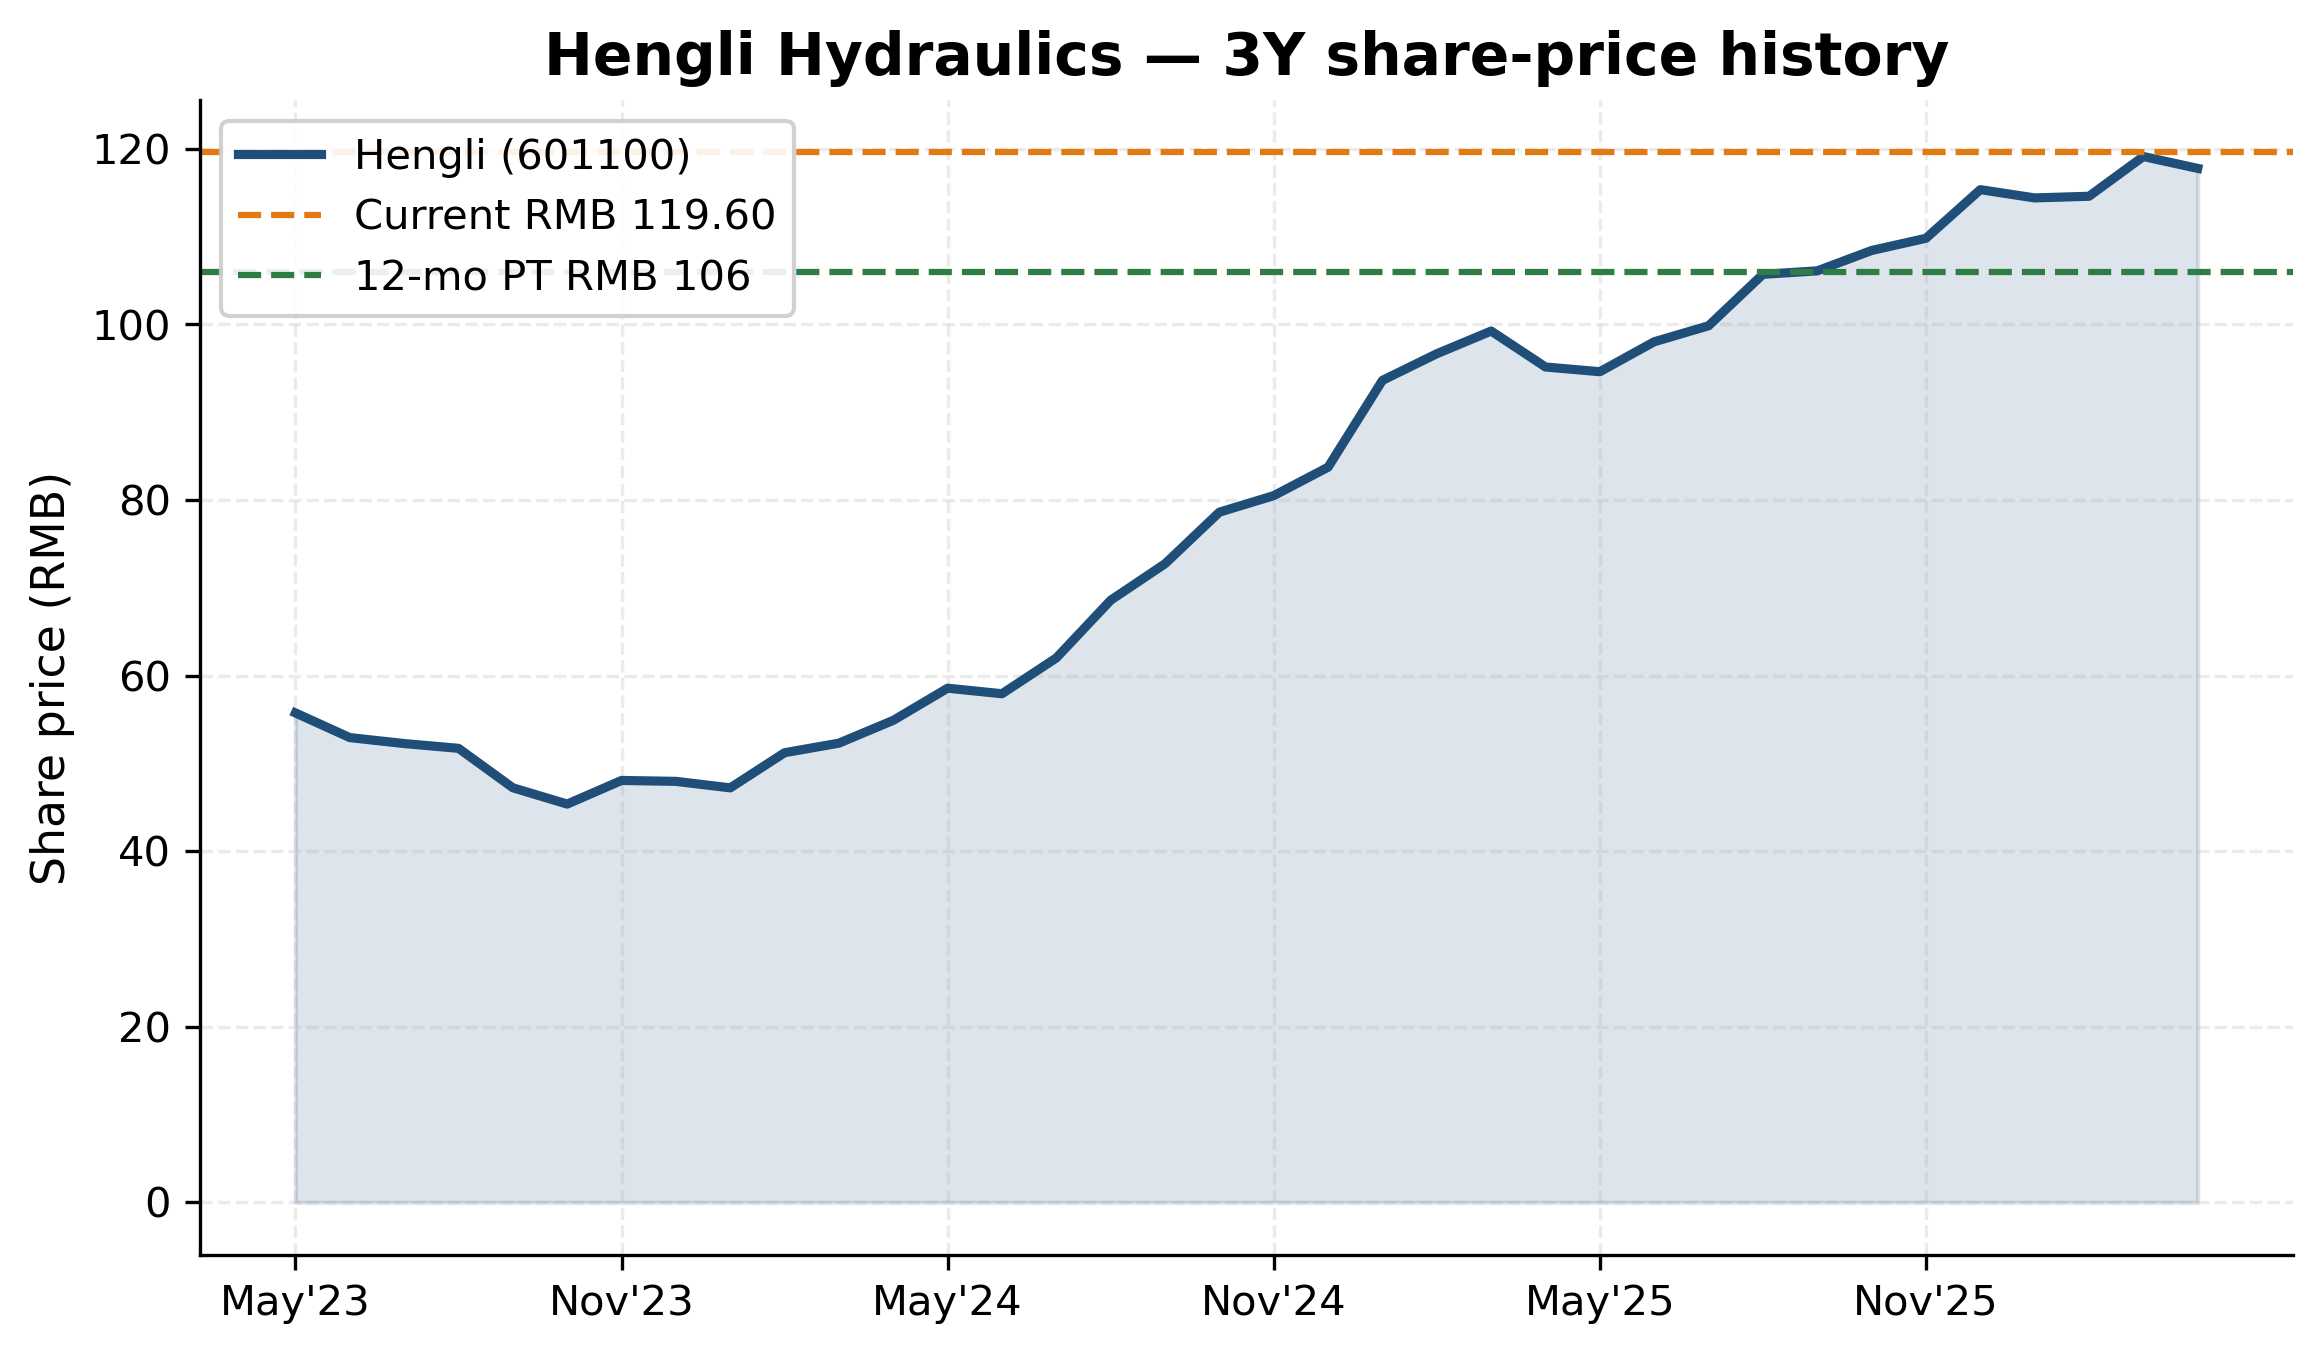 Hengli Hydraulics — 3Y share-price history
Hengli (601100)
Current RMB 119.60
12-mo PT RMB 106
Share price (RMB)
120
100
80
60
40
20
0
May'23
Nov'23
May'24
Nov'24
May'25
Nov'25